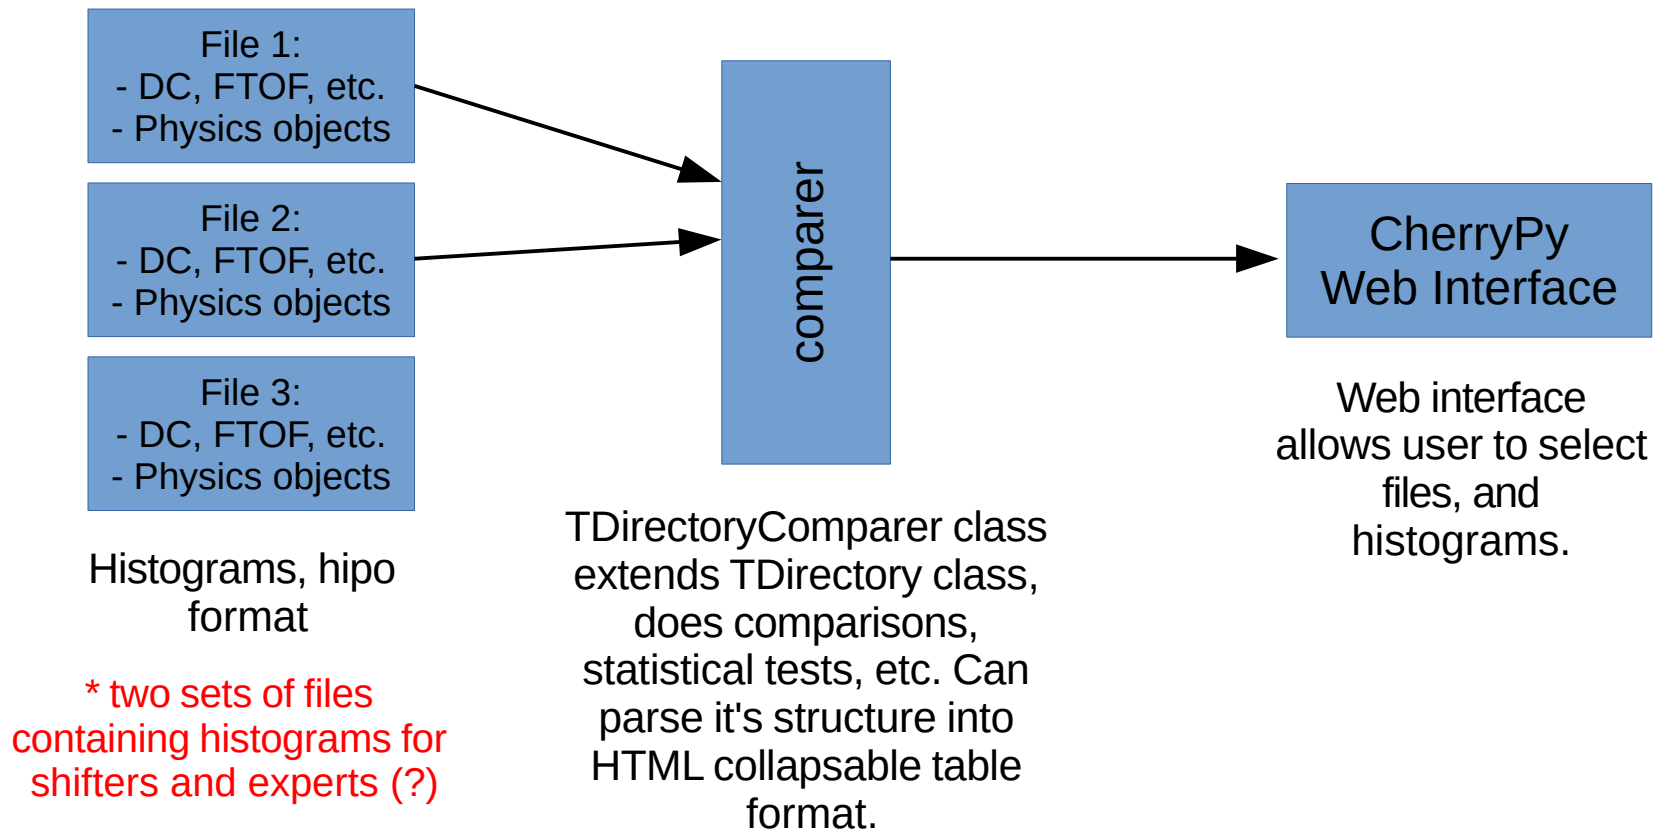 File 1:
- DC, FTOF, etc.
- Physics objects
File 2:
- DC, FTOF, etc.
- Physics objects
File 3:
- DC, FTOF, etc.
- Physics objects
Histograms, hipo
format
* two sets of files
containing histograms for
shifters and experts (?)
comparer
TDirectoryComparer class
extends TDirectory class,
does comparisons,
statistical tests, etc. Can
parse it's structure into
HTML collapsable table
format.
CherryPy
Web Interface
Web interface
allows user to select
files, and
histograms.